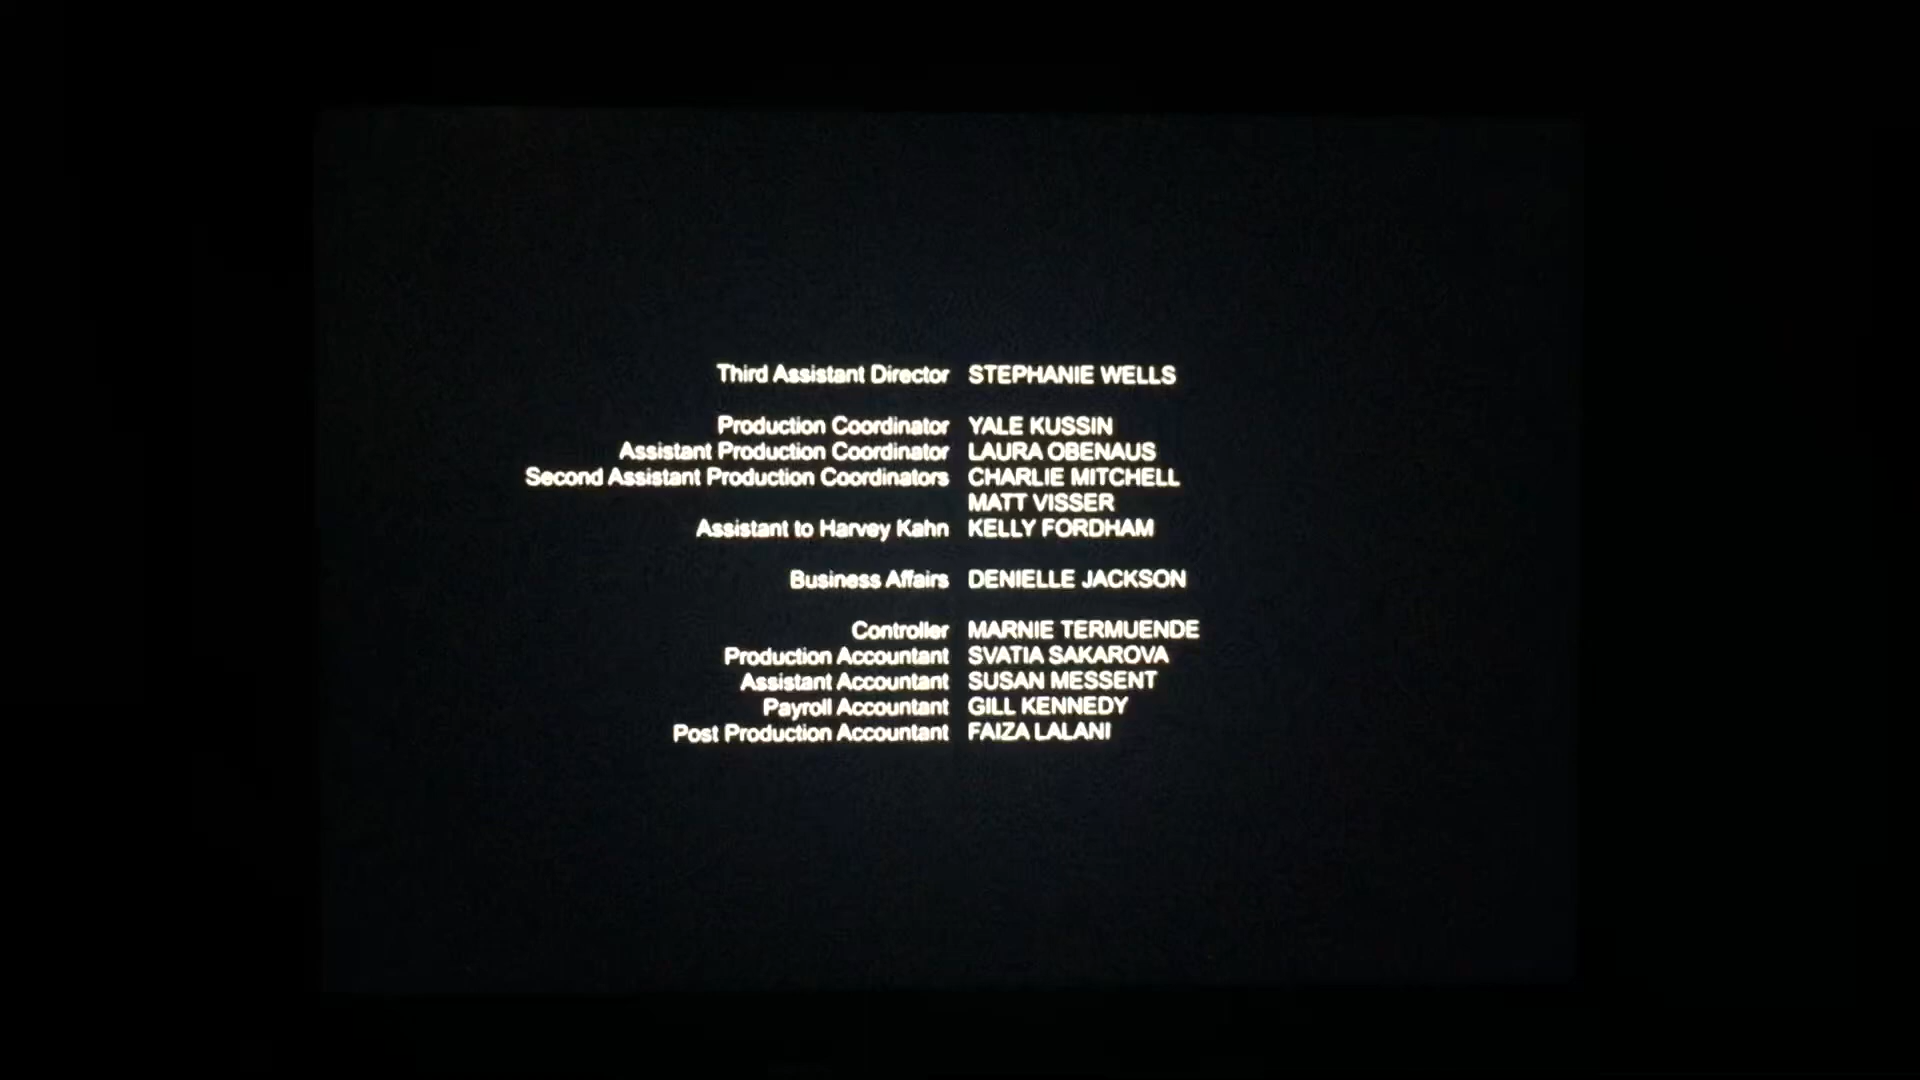 Third Assistant Director STEPHANIE WELLS
Production Coordinator YALE KUSSIN
Assistant Production Coordinator LAURA OBENAUS
Second Assistant Production Coordinators CHARLIE MITCHELL
MATT VISSER
Assistant to Harvey Kahn KELLY FORDHAM
Business Affairs DENIELLE JACKSON
Controller MARNIE TERMUENDE
Production Accountant SVATIA SAKAROVA
Assistant Accountant SUSAN MESSENT
Payroll Accountant GILL KENNEDY
Post Production Accountant FAIZA LALANI